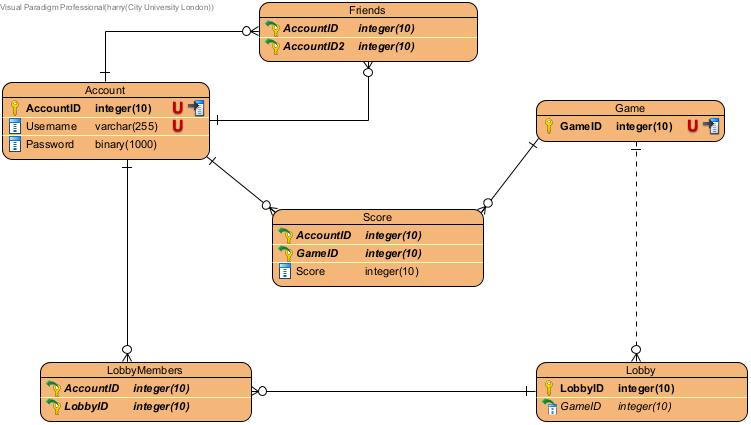 Visual Paradigm Professional(harry(City University London))
Friends
AccountID integer(10)
AccountID2 integer(10)
Account
AccountID integer(10) U
Username varchar(255) U
Password binary(1000)
Game
GameID integer(10) U
Score
AccountID integer(10)
GameID integer(10)
Score integer(10)
LobbyMembers
AccountID integer(10)
LobbyID integer(10)
Lobby
LobbyID integer(10)
GameID integer(10)